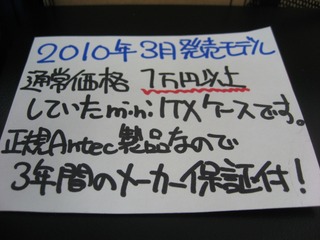 2010年3月発売モデル
通常価格 1万円以上
していたmini ITXケースです。
正規Antec製品なので
3年間のメーカー保証付!